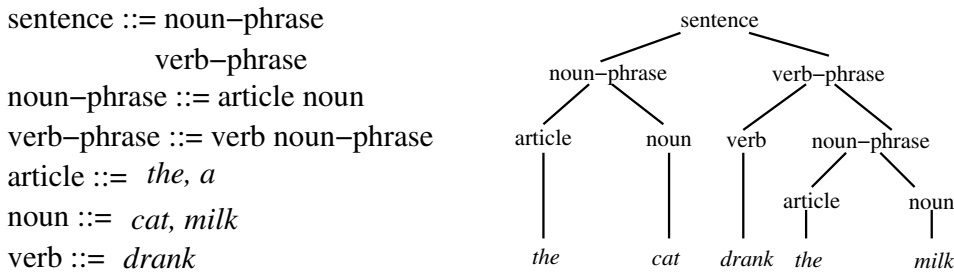 sentence ::= noun−phrase
verb−phrase
noun−phrase ::= article noun
verb−phrase ::= verb noun−phrase
article ::= the, a
noun ::= cat, milk
verb ::= drank
sentence
noun−phrase verb−phrase
article noun verb noun−phrase
article noun
the cat drank the milk